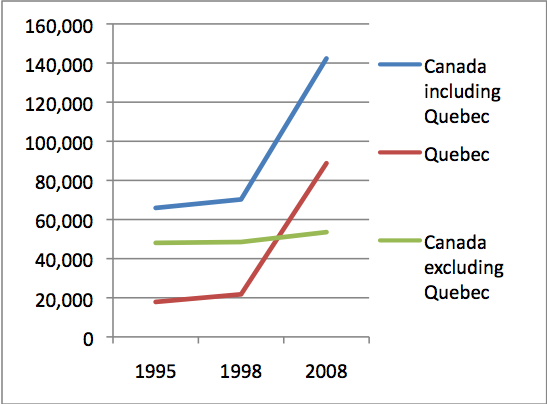 160,000
140,000
120,000
100,000
80,000
60,000
40,000
20,000
0
1995 1998 2008
Canada
including
Quebec
Quebec
Canada
excluding
Quebec